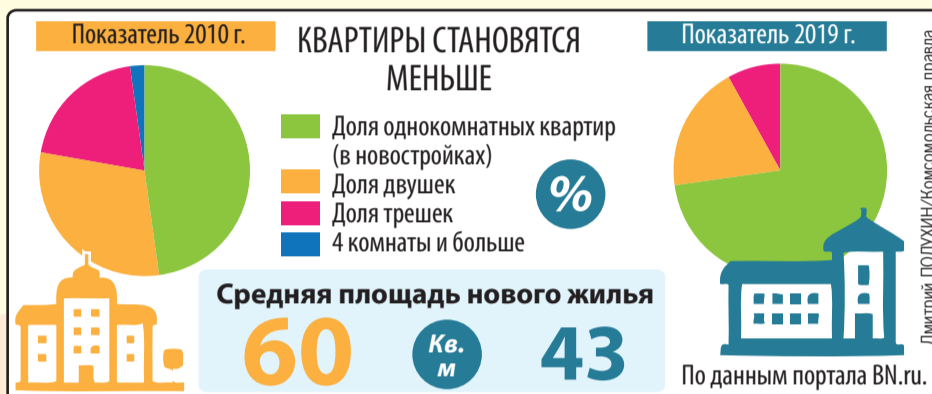 Показатель 2010 г.
КВАРТИРЫ СТАНОВЯТСЯ
МЕНЬШЕ
Показатель 2019 г.
Доля однокомнатных квартир
(в новостройках)
Доля двушек
Доля трешек
4 комнаты и больше
%
Средняя площадь нового жилья
60
Кв.
м
43
По данным портала BN.ru.
Дмитрий ПОЛУХИН/Комсомольская правда